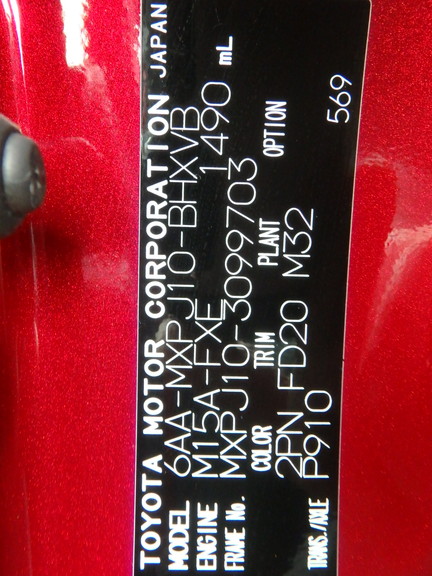 TOYOTA MOTOR CORPORATION JAPAN
MODEL 6AA-MXPJ10-BHXVB
ENGINE M15A-FXE 1490 mL
FRAME No. MXPJ10-3099703
COLOR TRIM PLANT OPTION
2PN FD20 M32
TRANS./AXLE P910
569